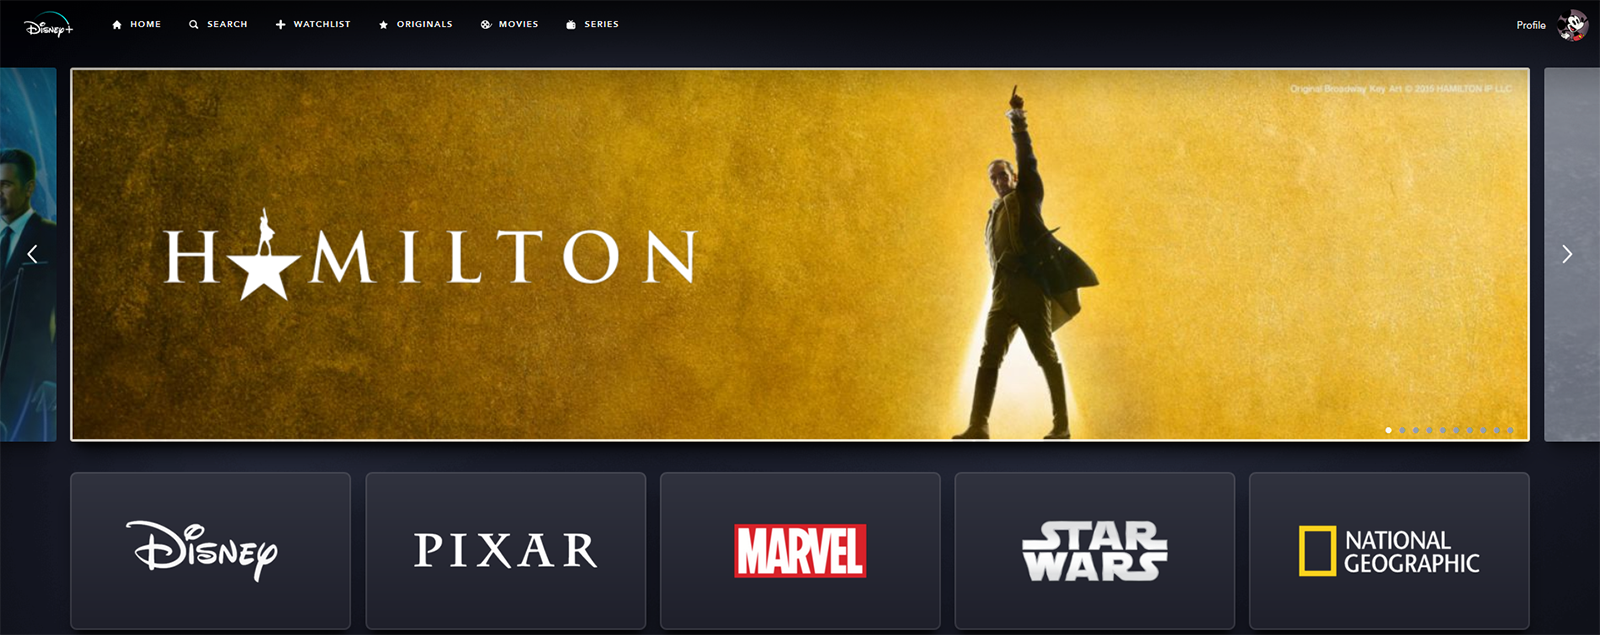 Disney+
HOME
SEARCH
WATCHLIST
ORIGINALS
MOVIES
SERIES
Profile
Original Broadway Key Art © 2015 HAMILTON IP LLC
HAMILTON
Disney
PIXAR
MARVEL
STAR
WARS
NATIONAL
GEOGRAPHIC